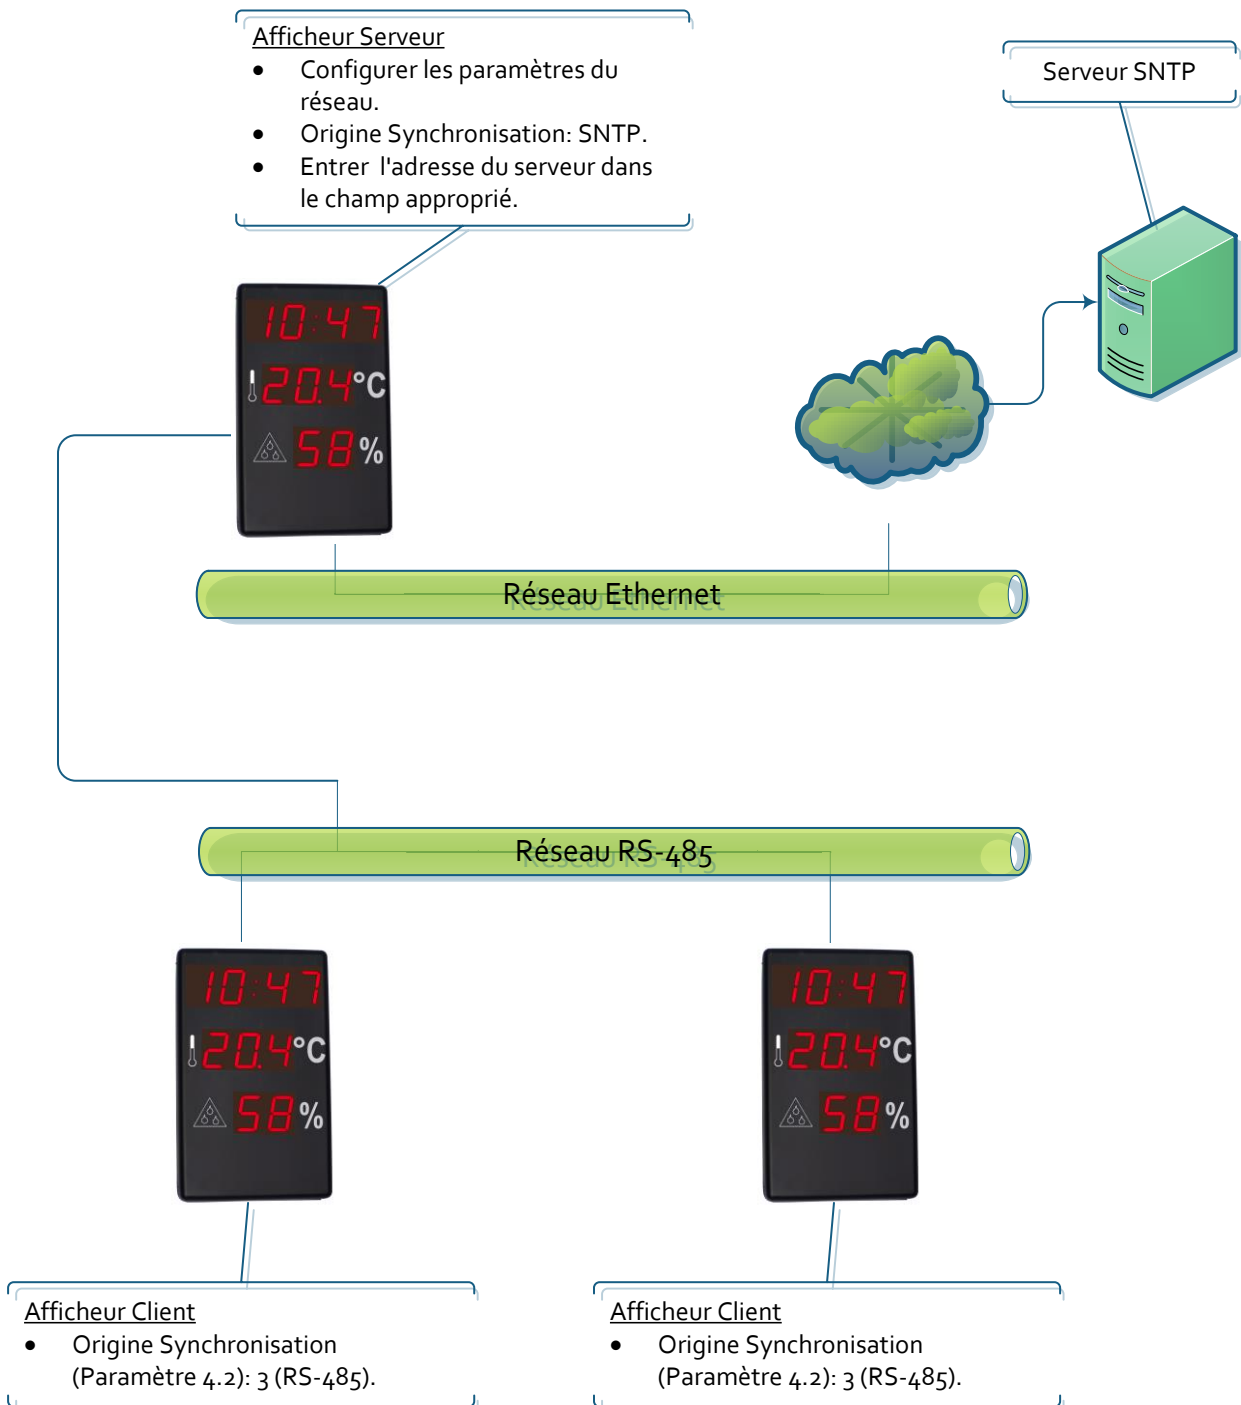 Afficheur Serveur
• Configurer les paramètres du
réseau.
• Origine Synchronisation: SNTP.
• Entrer l'adresse du serveur dans
le champ approprié.
Serveur SNTP
10:47
20.4°C
58%
Réseau Ethernet
Réseau RS-485
10:47
20.4°C
58%
10:47
20.4°C
58%
Afficheur Client
• Origine Synchronisation
(Paramètre 4.2): 3 (RS-485).
Afficheur Client
• Origine Synchronisation
(Paramètre 4.2): 3 (RS-485).